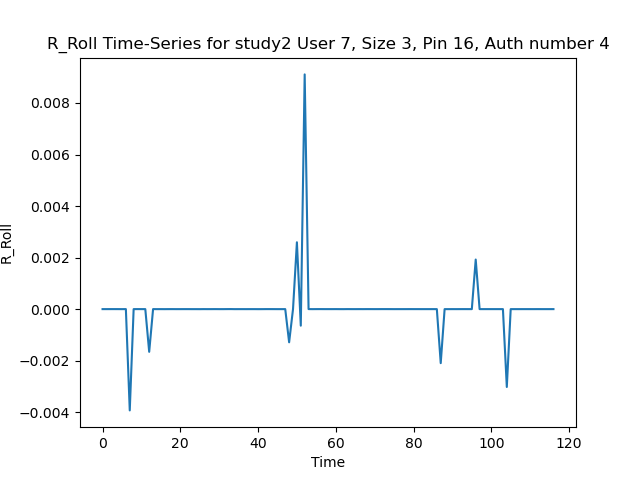 R_Roll Time-Series for study2 User 7, Size 3, Pin 16, Auth number 4
0.008
0.006
0.004
0.002
0.000
−0.002
−0.004
R_Roll
0 20 40 60 80 100 120
Time